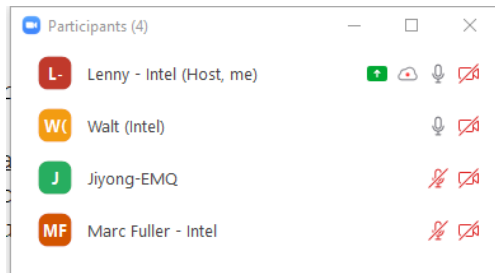 Participants (4)
L- Lenny - Intel (Host, me)
W( Walt (Intel)
J Jiyong-EMQ
MF Marc Fuller - Intel